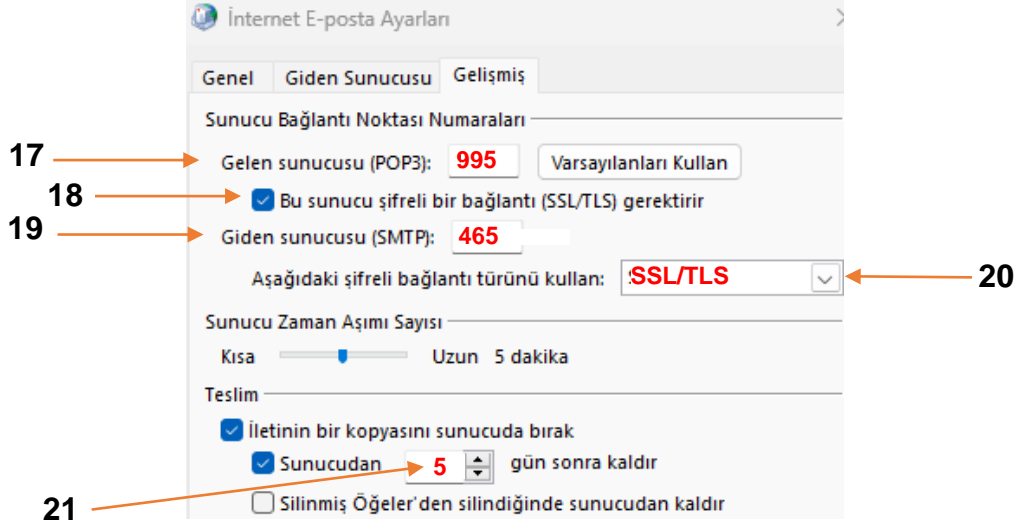 İnternet E-posta Ayarları
Genel Giden Sunucusu Gelişmiş
Sunucu Bağlantı Noktası Numaraları
17 Gelen sunucusu (POP3): 995 Varsayılanları Kullan
18 Bu sunucu şifreli bir bağlantı (SSL/TLS) gerektirir
19 Giden sunucusu (SMTP): 465
Aşağıdaki şifreli bağlantı türünü kullan: SSL/TLS 20
Sunucu Zaman Aşımı Sayısı
Kısa Uzun 5 dakika
Teslim
İletinin bir kopyasını sunucuda bırak
Sunucudan 5 gün sonra kaldır
21 Silinmiş Öğeler'den silindiğinde sunucudan kaldır